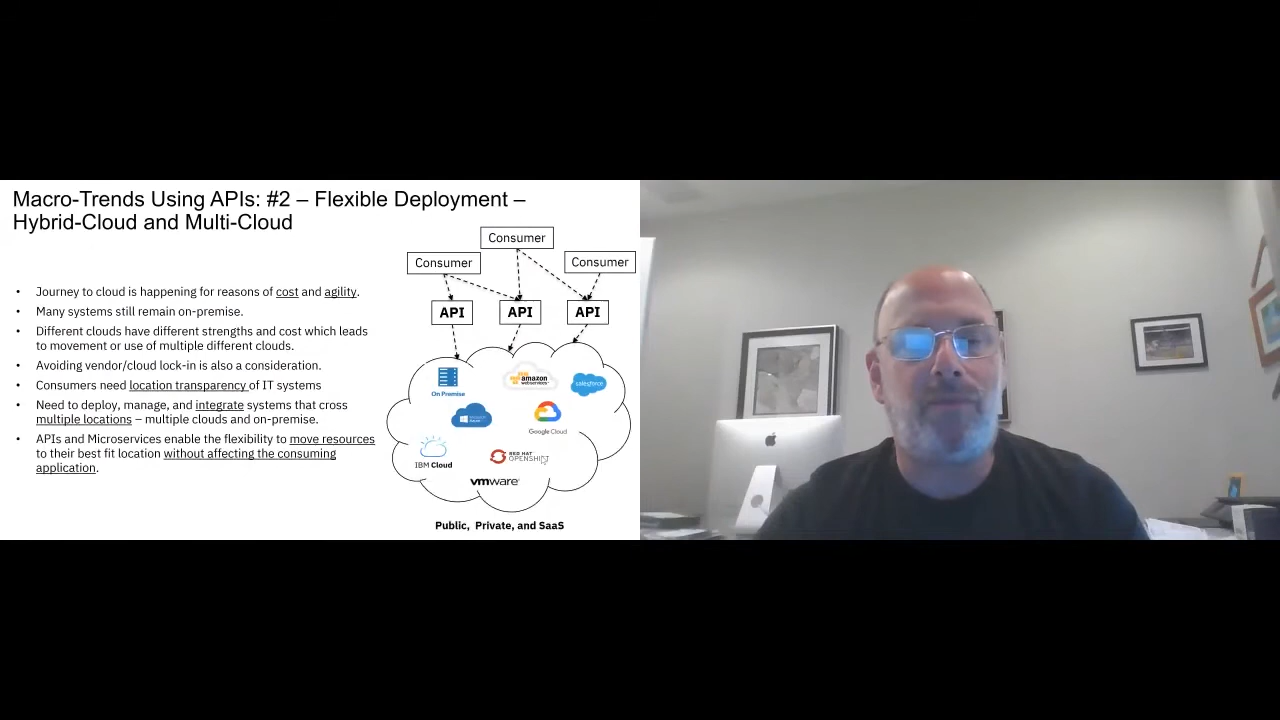 Macro-Trends Using APIs: #2 – Flexible Deployment –
Hybrid-Cloud and Multi-Cloud
• Journey to cloud is happening for reasons of cost and agility.
• Many systems still remain on-premise.
• Different clouds have different strengths and cost which leads
to movement or use of multiple different clouds.
• Avoiding vendor/cloud lock-in is also a consideration.
• Consumers need location transparency of IT systems
• Need to deploy, manage, and integrate systems that cross
multiple locations – multiple clouds and on-premise.
• APIs and Microservices enable the flexibility to move resources
to their best fit location without affecting the consuming
application.
Consumer
Consumer
Consumer
API
API
API
On Premise
amazon
webservices
salesforce
Microsoft
Azure
Google Cloud
IBM Cloud
RED HAT
OPENSHIFT
vmware
Public, Private, and SaaS